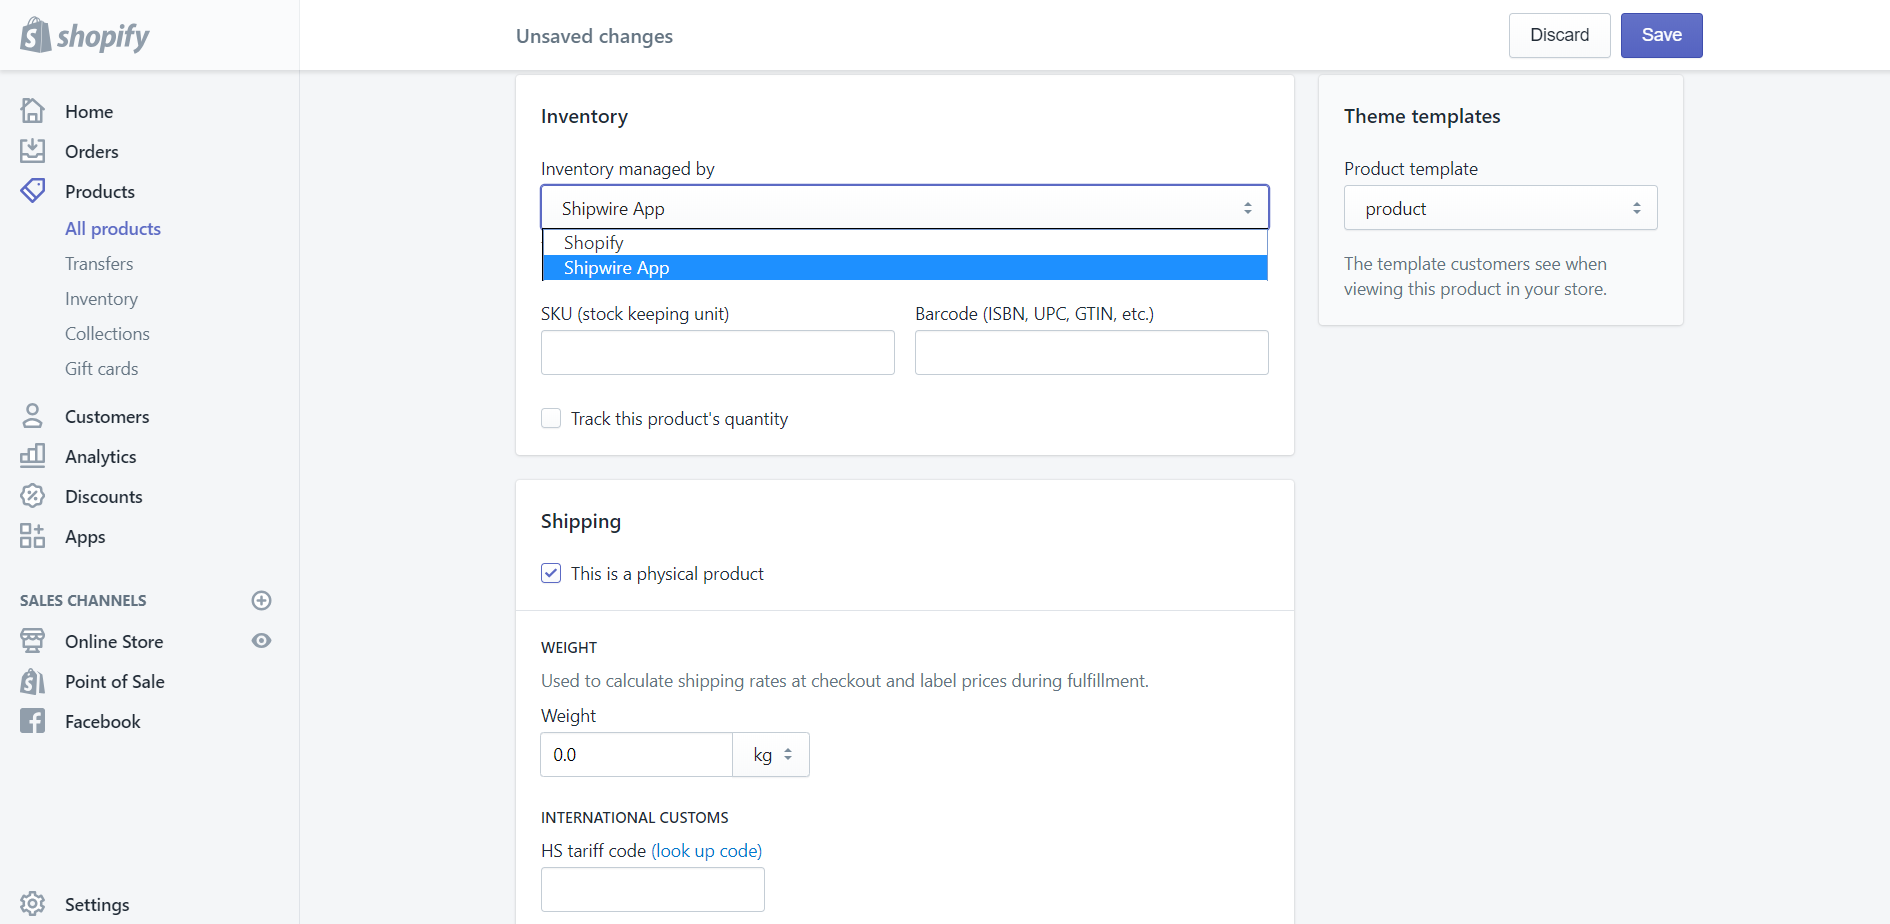 shopify
Unsaved changes
Discard
Save
Home
Orders
Products
All products
Transfers
Inventory
Collections
Gift cards
Customers
Analytics
Discounts
Apps
SALES CHANNELS
Online Store
Point of Sale
Facebook
Settings
Inventory
Inventory managed by
Shipwire App
Shopify
Shipwire App
SKU (stock keeping unit)
Barcode (ISBN, UPC, GTIN, etc.)
Track this product's quantity
Shipping
This is a physical product
WEIGHT
Used to calculate shipping rates at checkout and label prices during fulfillment.
Weight
0.0
kg
INTERNATIONAL CUSTOMS
HS tariff code (look up code)
Theme templates
Product template
product
The template customers see when
viewing this product in your store.